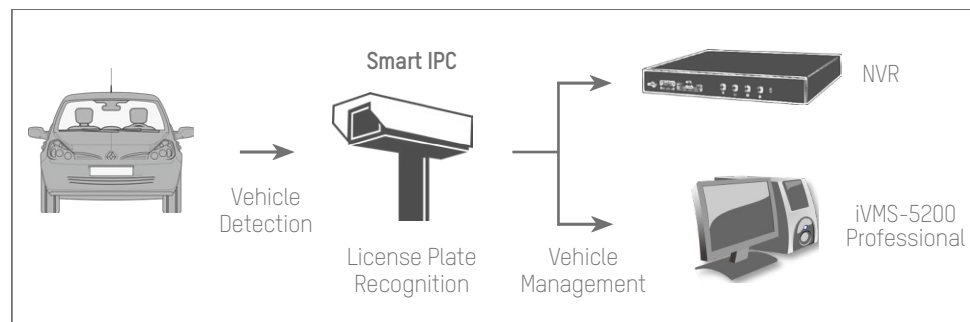 Smart IPC
NVR
Vehicle
Detection
License Plate
Recognition
Vehicle
Management
iVMS-5200
Professional